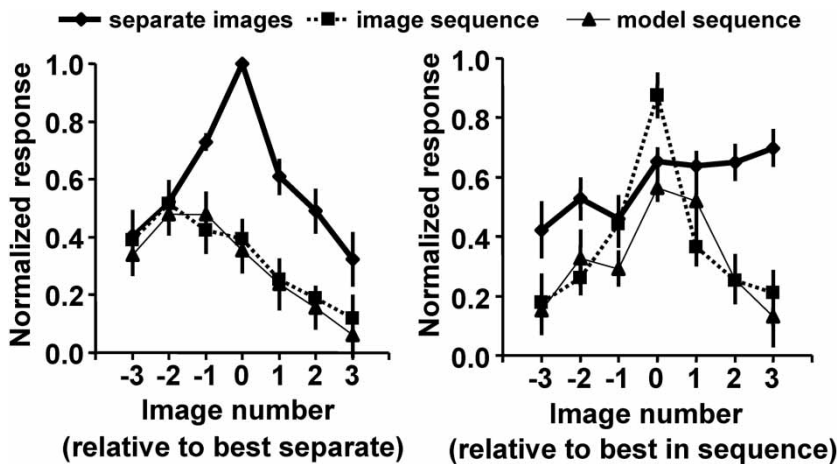 separate images image sequence model sequence
Normalized response
1.0
0.8
0.6
0.4
0.2
0.0
-3 -2 -1 0 1 2 3
Image number
(relative to best separate)
Normalized response
1.0
0.8
0.6
0.4
0.2
0.0
-3 -2 -1 0 1 2 3
Image number
(relative to best in sequence)